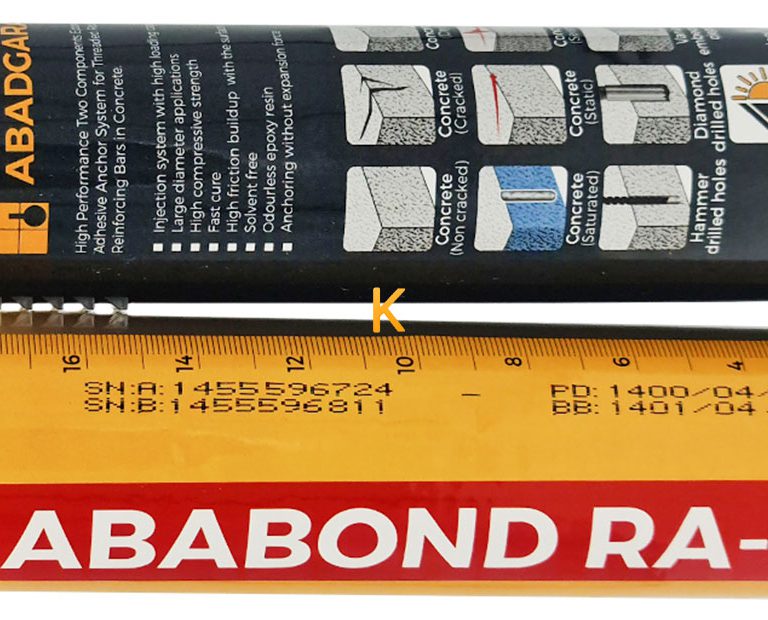 ABADGAR
High Performance Two Components
Adhesive Anchor System for Threaded
Reinforcing Bars in Concrete.
Injection system with high loading
Large diameter applications
High compressive strength
Fast cure
High friction buildup with the
Solvent free
Odourless epoxy resin
Anchoring without expansion
Concrete
(Cracked)
Concrete
(Static)
Diamond
drilled holes
Concrete
(Non cracked)
Concrete
(Saturated)
Hammer
drilled holes
K
16 14 12 10 8 6 4
SN:A:1455596724 - PD:1400/04/
SN:B:1455596811 BB:1401/04
ABABOND RA-